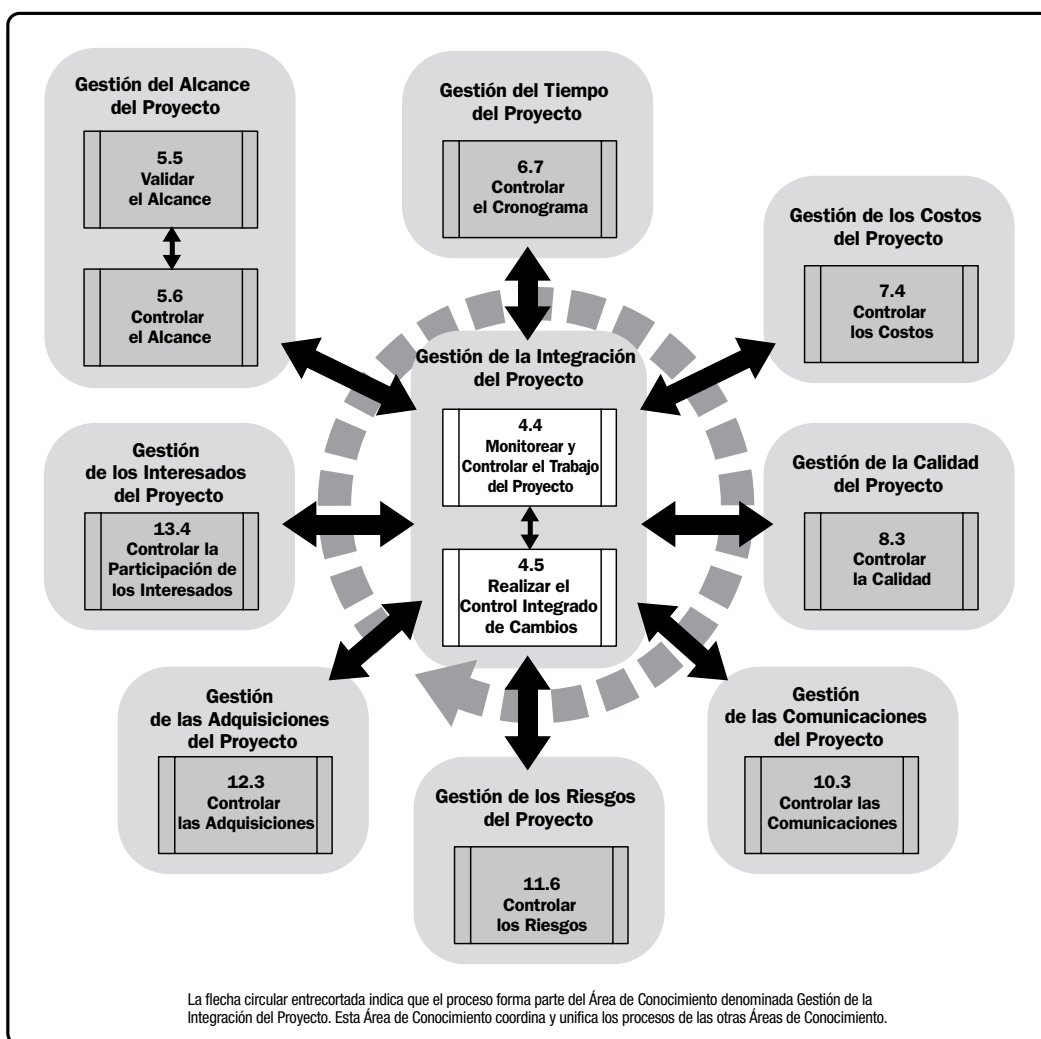 Gestión del Alcance
del Proyecto
5.5
Validar
el Alcance
5.6
Controlar
el Alcance
Gestión del Tiempo
del Proyecto
6.7
Controlar
el Cronograma
Gestión de los Costos
del Proyecto
7.4
Controlar
los Costos
Gestión de la Integración
del Proyecto
4.4
Monitorear y
Controlar el Trabajo
del Proyecto
4.5
Realizar el
Control Integrado
de Cambios
Gestión
de los Interesados
del Proyecto
13.4
Controlar la
Participación de
los Interesados
Gestión de la Calidad
del Proyecto
8.3
Controlar
la Calidad
Gestión
de las Adquisiciones
del Proyecto
12.3
Controlar
las Adquisiciones
Gestión de los Riesgos
del Proyecto
11.6
Controlar
los Riesgos
Gestión
de las Comunicaciones
del Proyecto
10.3
Controlar las
Comunicaciones
La flecha circular entrecortada indica que el proceso forma parte del Área de Conocimiento denominada Gestión de la
Integración del Proyecto. Esta Área de Conocimiento coordina y unifica los procesos de las otras Áreas de Conocimiento.